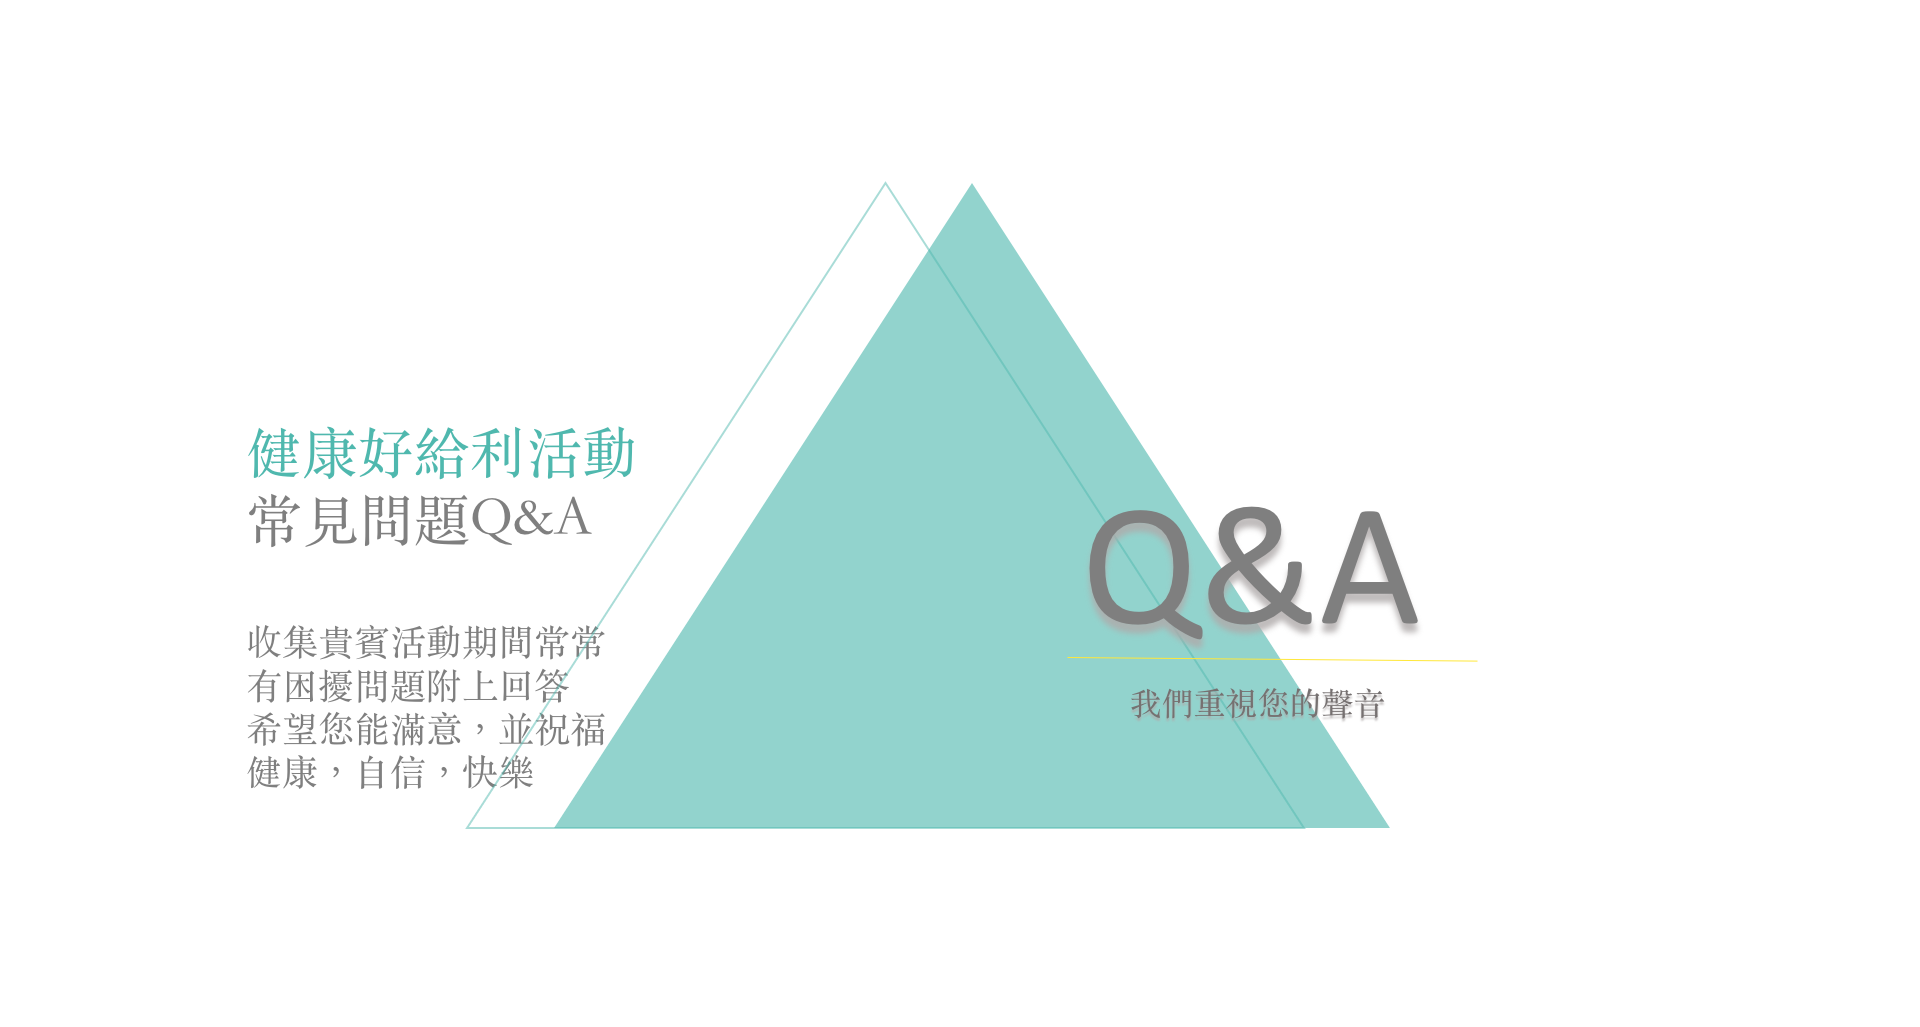 健康好給利活動
常見問題Q&A
收集貴賓活動期間常常
有困擾問題附上回答
希望您能滿意，並祝福
健康，自信，快樂
Q&A
我們重視您的聲音